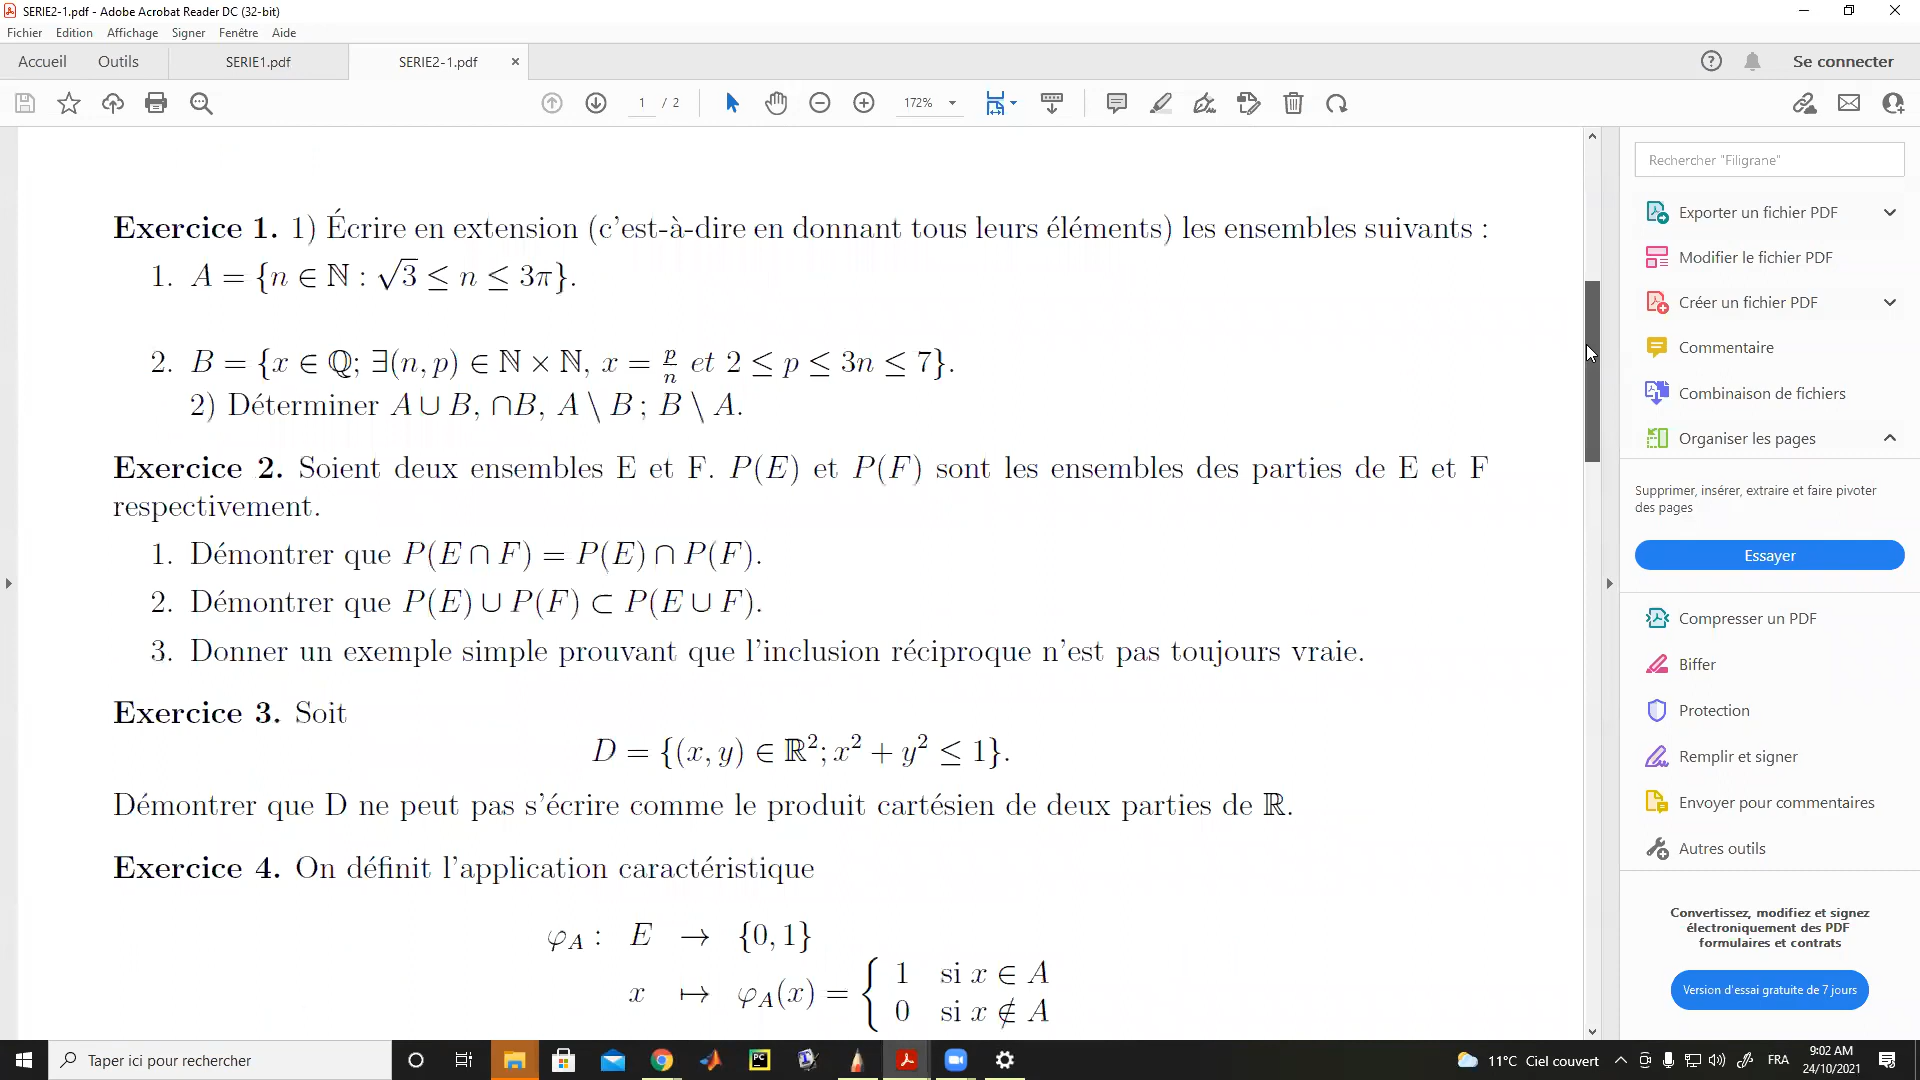 SERIE2-1.pdf - Adobe Acrobat Reader DC (32-bit)
Fichier Edition Affichage Signer Fenêtre Aide
Accueil Outils SERIE1.pdf SERIE2-1.pdf × Se connecter
1 / 2 172%
Rechercher "Filigrane"
Exercice 1. 1) Écrire en extension (c'est-à-dire en donnant tous leurs éléments) les ensembles suivants :
1. A = {n ∈ ℕ : √3 ≤ n ≤ 3π}.
2. B = {x ∈ ℚ; ∃(n, p) ∈ ℕ × ℕ, x = p/n et 2 ≤ p ≤ 3n ≤ 7}.
2) Déterminer A ∪ B, ∩B, A \ B ; B \ A.
Exercice 2. Soient deux ensembles E et F. P(E) et P(F) sont les ensembles des parties de E et F
respectivement.
1. Démontrer que P(E ∩ F) = P(E) ∩ P(F).
2. Démontrer que P(E) ∪ P(F) ⊂ P(E ∪ F).
3. Donner un exemple simple prouvant que l'inclusion réciproque n'est pas toujours vraie.
Exercice 3. Soit
D = {(x, y) ∈ ℝ²; x² + y² ≤ 1}.
Démontrer que D ne peut pas s'écrire comme le produit cartésien de deux parties de ℝ.
Exercice 4. On définit l'application caractéristique
φA : E → {0, 1}
x ↦ φA(x) = { 1 si x ∈ A
0 si x ∉ A
Exporter un fichier PDF
Modifier le fichier PDF
Créer un fichier PDF
Commentaire
Combinaison de fichiers
Organiser les pages
Supprimer, insérer, extraire et faire pivoter
des pages
Essayer
Compresser un PDF
Biffer
Protection
Remplir et signer
Envoyer pour commentaires
Autres outils
Convertissez, modifiez et signez
électroniquement des PDF
formulaires et contrats
Version d'essai gratuite de 7 jours
Taper ici pour rechercher
PC
11°C Ciel couvert FRA 9:02 AM
24/10/2021